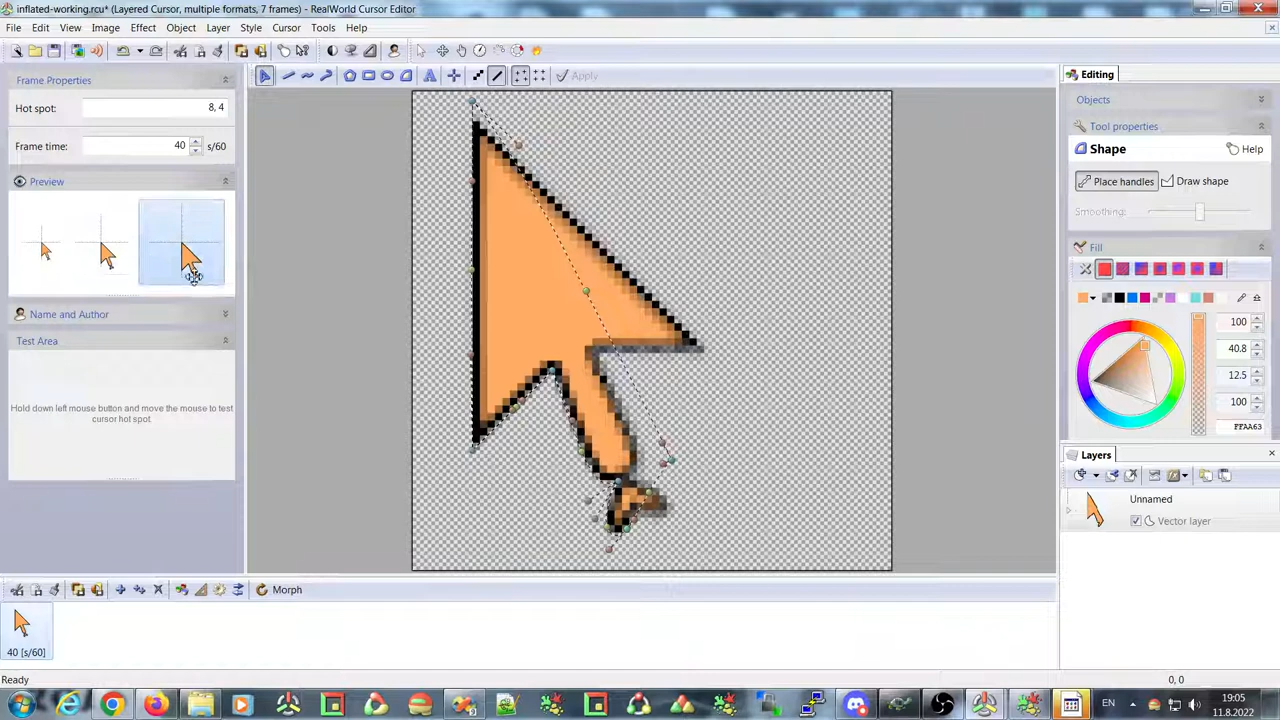 inflated-working.rcu* (Layered Cursor, multiple formats, 7 frames) - RealWorld Cursor Editor
File Edit View Image Effect Object Layer Style Cursor Tools Help
Apply
Frame Properties
Hot spot: 8, 4
Frame time: 40 s/60
Preview
Name and Author
Test Area
Hold down left mouse button and move the mouse to test
cursor hot spot.
Editing
Objects
Tool properties
Shape Help
Place handles Draw shape
Smoothing:
Fill
100
40.8
12.5
100
FFAA63
Layers
Unnamed
Vector layer
Morph
40 [s/60]
Ready 0, 0
EN 19:05
11.8.2022